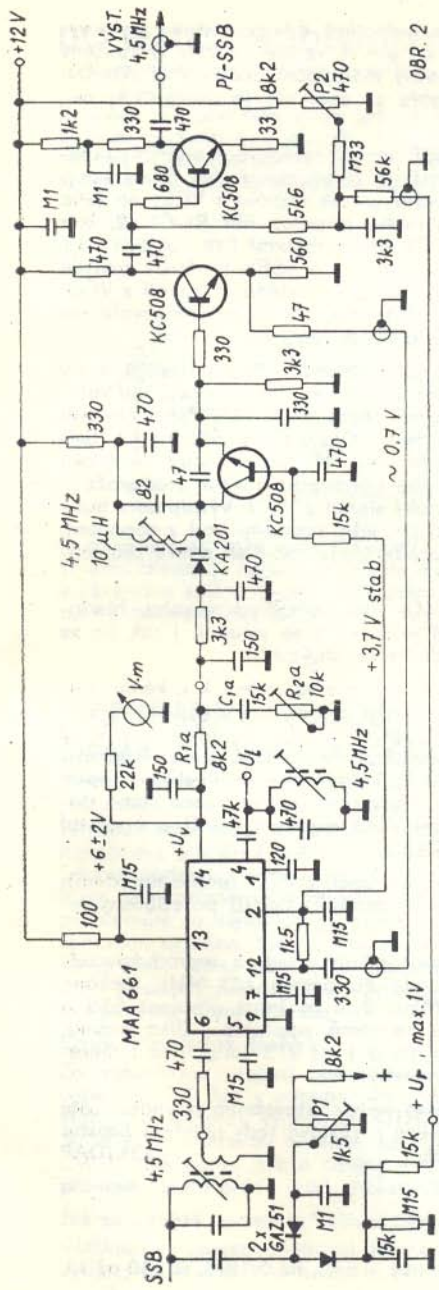 +12V
VÝST.
4,5 MHz
PL-SSB
OBR. 2
1k2
330
470
8k2
P2
470
M1
M1
680
KC508
33
M33
56k
470
470
5k6
3k3
KC508
560
330
47
330
470
3k3
330
~ 0,7 V
4,5 MHz
10 µH
82
47
KC508
470
15k
KA201
470
3k3
+ 3,7 V stab
150
V-m
22k
C1a
15k
R2a
10k
+6 ± 2V
150
R1a
8k2
+Uv
47k
Ul
470
4,5 MHz
100
M15
MAA 661
13
14
4
1
2
12
7
9
5
6
120
1k5
M15
330
M15
470
330
M15
4,5 MHz
SSB
8k2
+
P1
1k5
2x
GAZ51
M1
+ Ur , max. 1V
15k
M15
15k